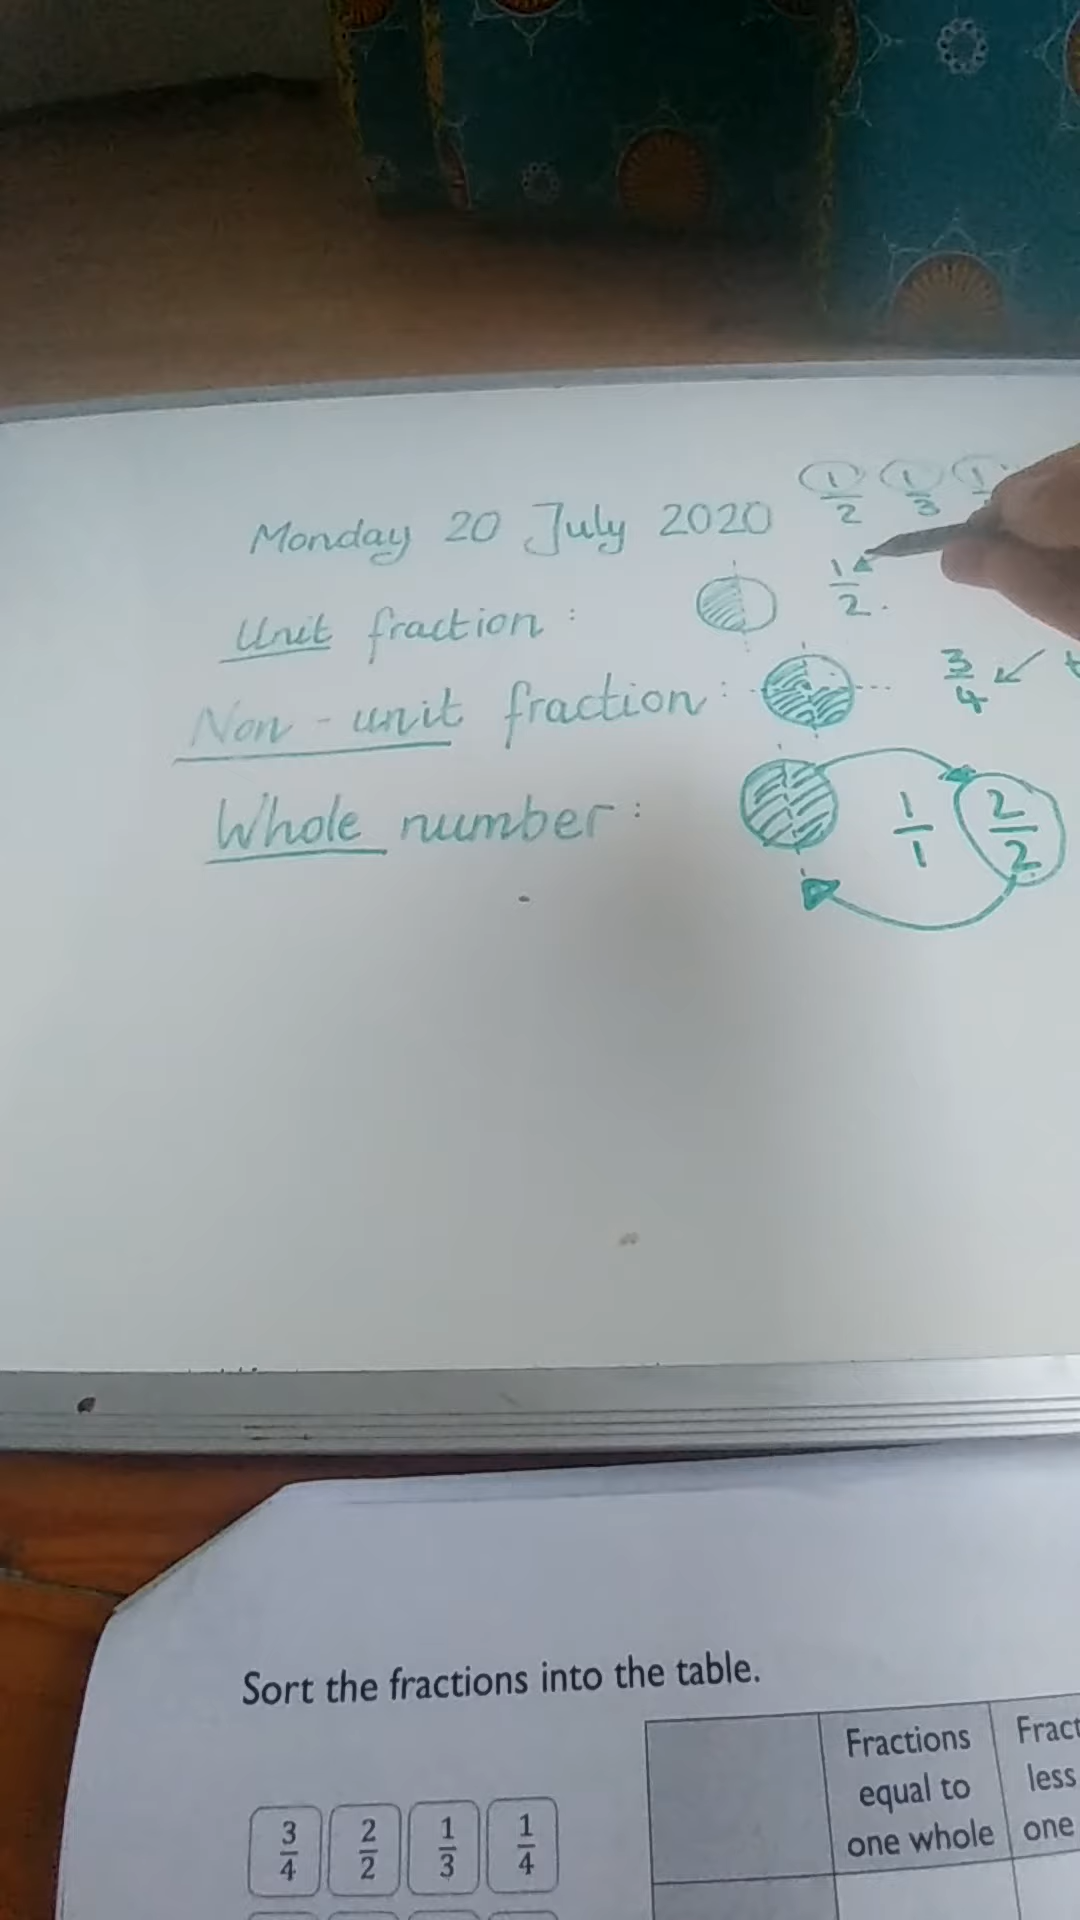 1/2 1/3
Monday 20 July 2020
Unit fraction : 1/2.
Non-unit fraction : 3/4
Whole number : 1/1 2/2
Sort the fractions into the table.
Fractions equal to one whole
less
one
3/4 2/2 1/3 1/4